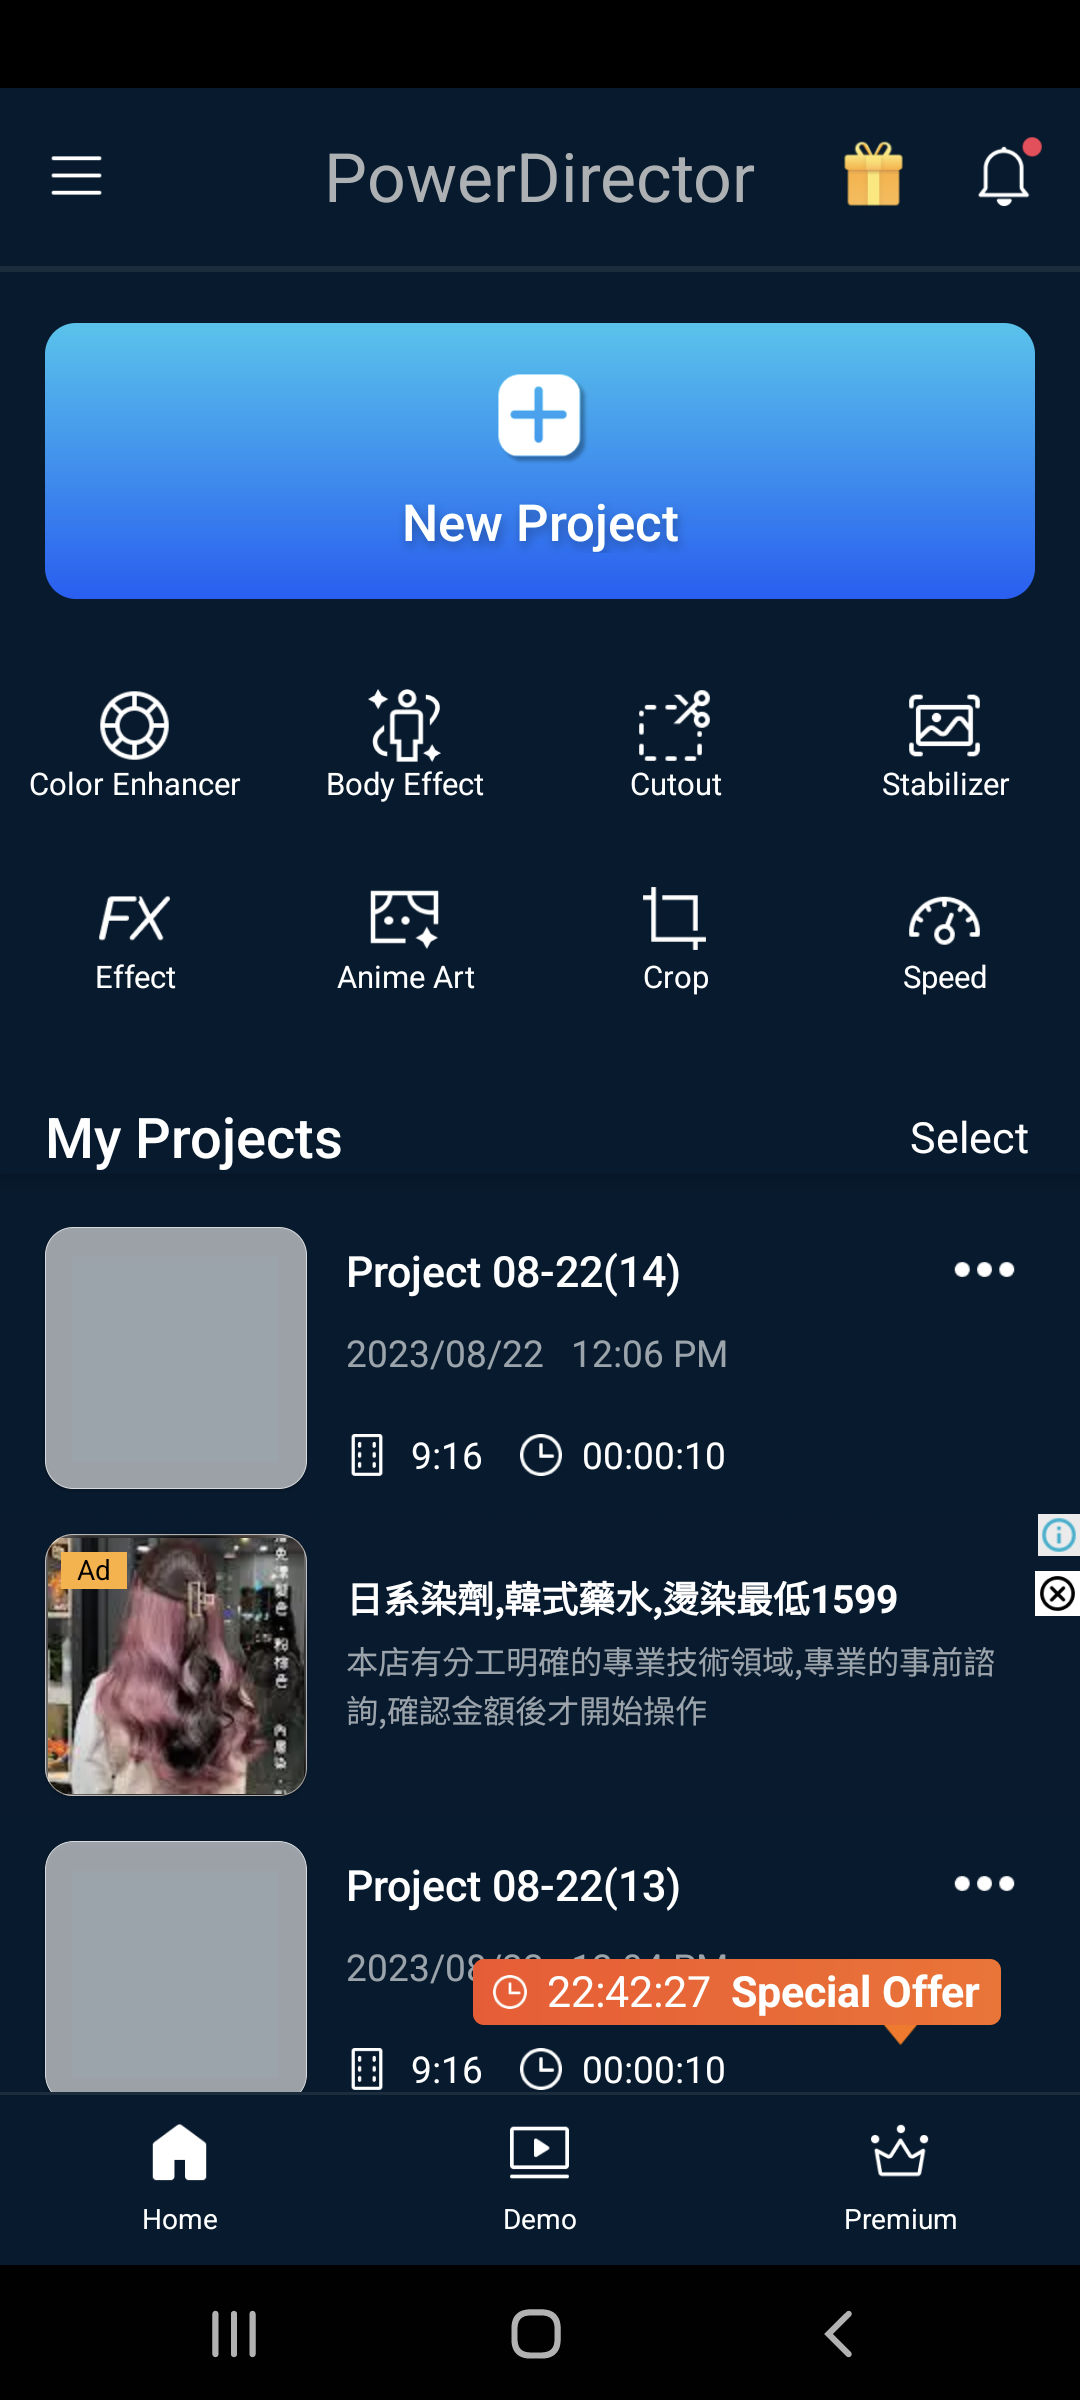 PowerDirector
New Project
Color Enhancer
Body Effect
Cutout
Stabilizer
FX
Effect
Anime Art
Crop
Speed
My Projects
Select
Project 08-22(14)
2023/08/22 12:06 PM
9:16 00:00:10
Ad
日系染劑,韓式藥水,燙染最低1599
本店有分工明確的專業技術領域,專業的事前諮
詢,確認金額後才開始操作
Project 08-22(13)
22:42:27 Special Offer
9:16 00:00:10
Home
Demo
Premium